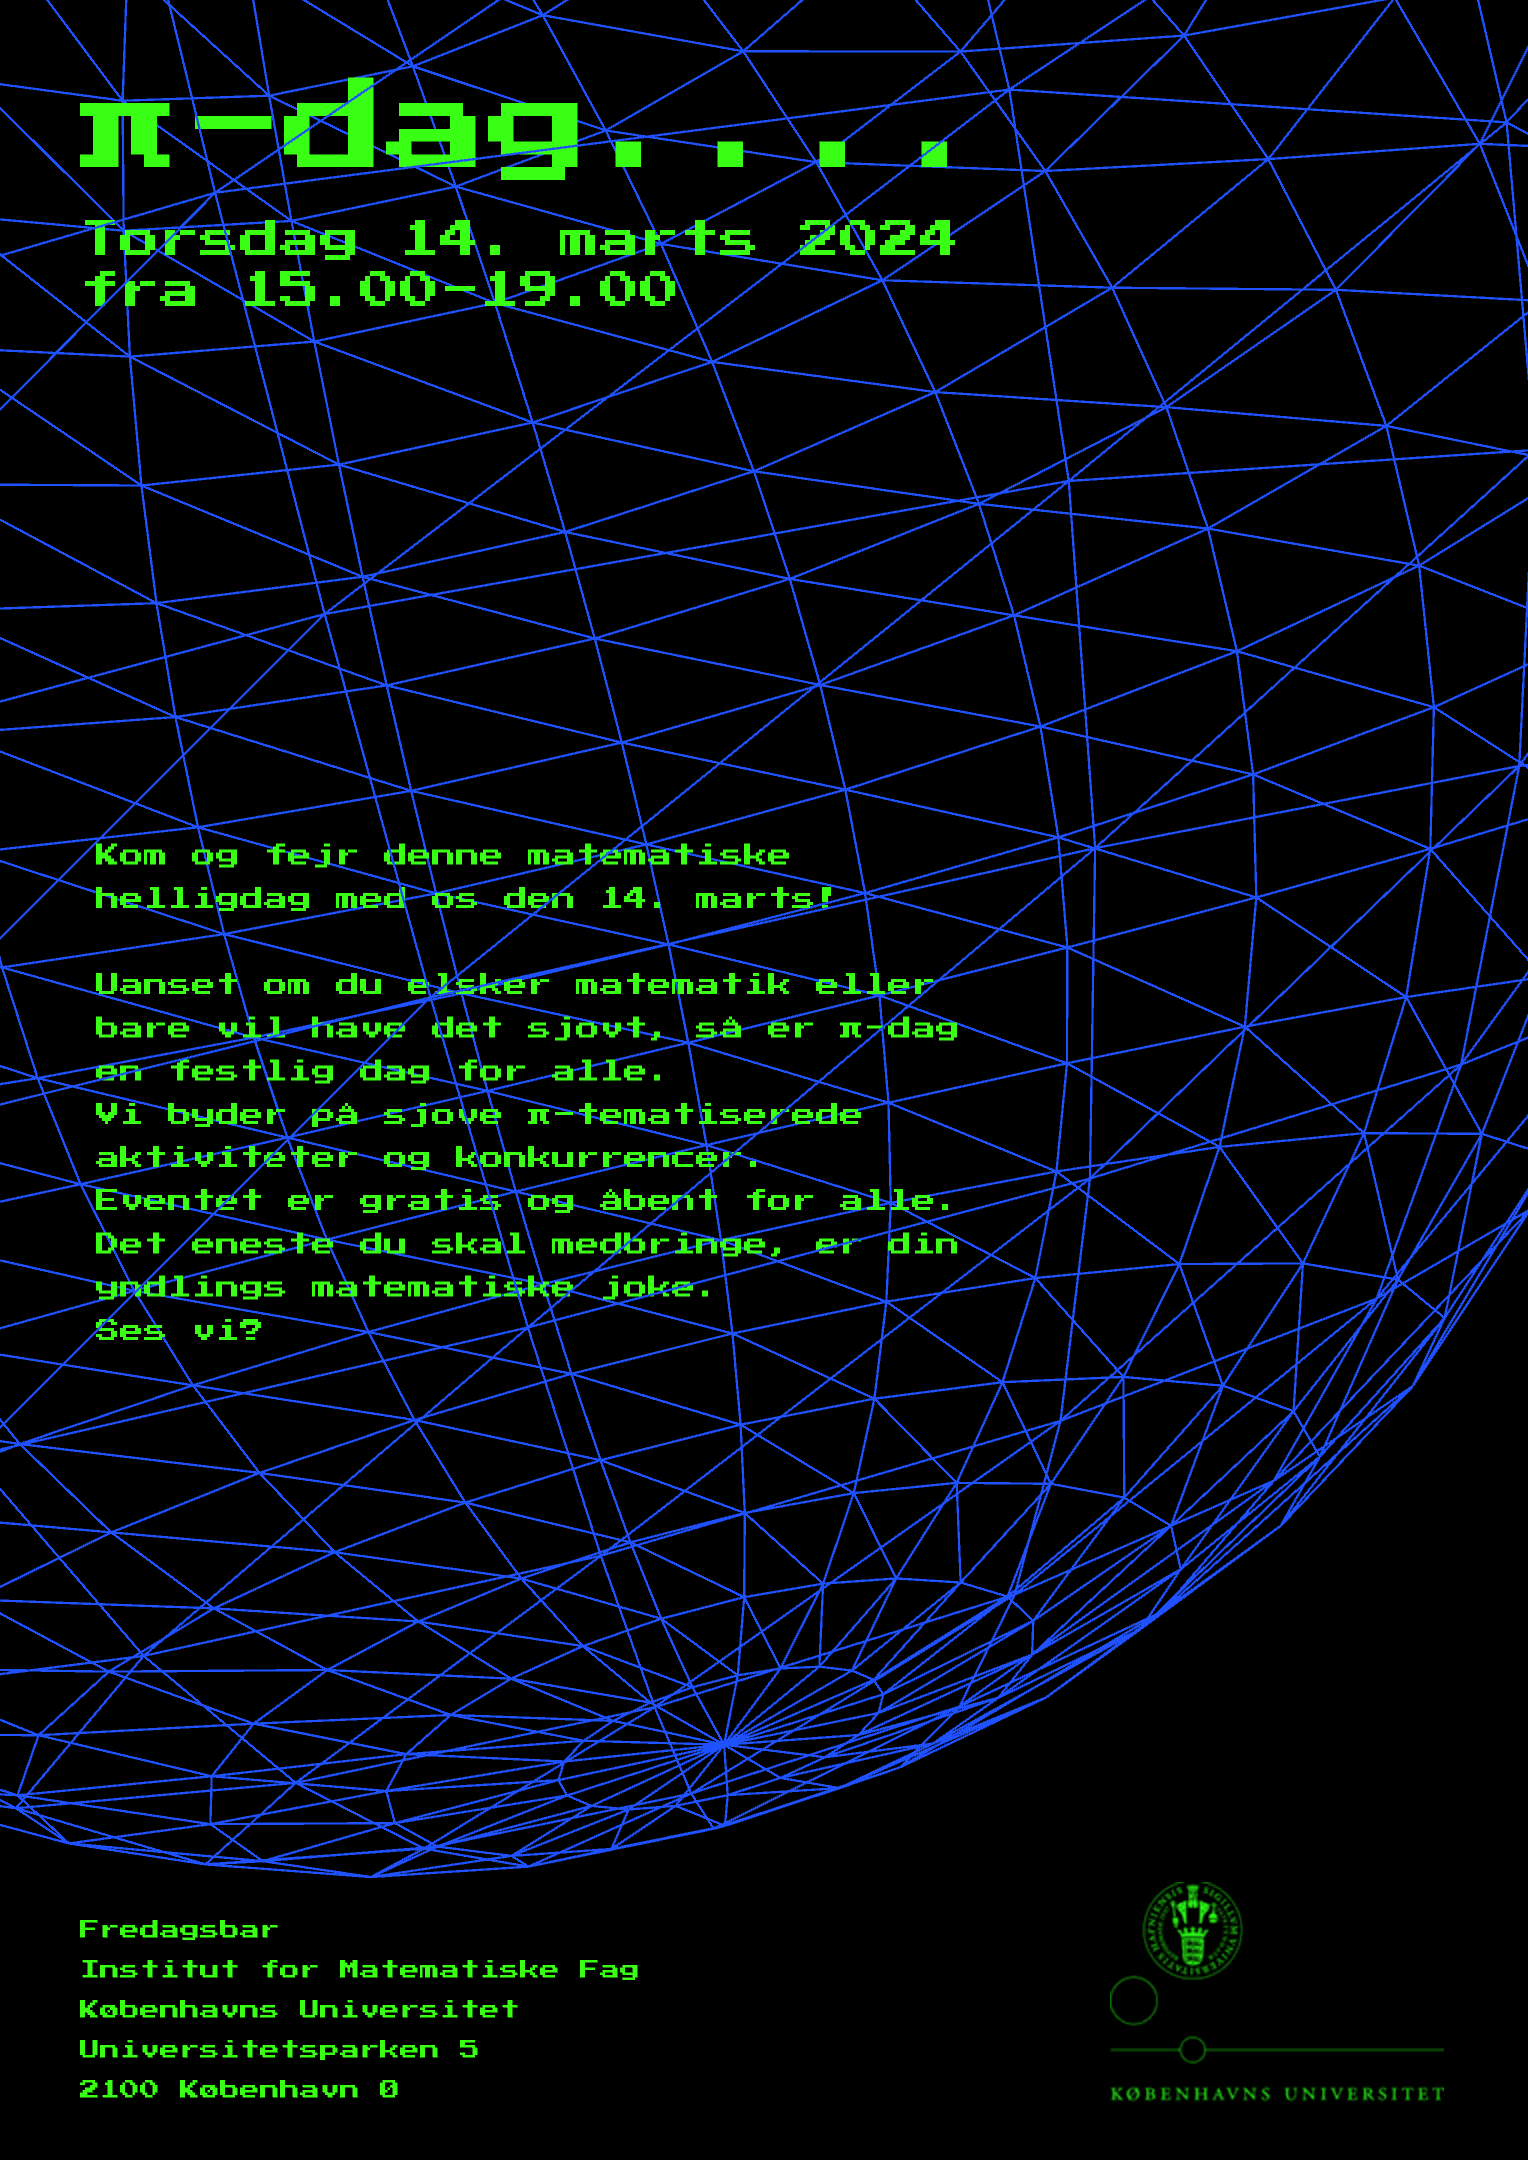 π-dag....
Torsdag 14. marts 2024
fra 15.00-19.00
Kom og fejr denne matematiske
helligdag med os den 14. marts!
Uanset om du elsker matematik eller
bare vil have det sjovt, så er π-dag
en festlig dag for alle.
Vi byder på sjove π-tematiserede
aktiviteter og konkurrencer.
Eventet er gratis og åbent for alle.
Det eneste du skal medbringe, er din
yndlings matematiske joke.
Ses vi?
Fredagsbar
Institut for Matematiske Fag
Københavns Universitet
Universitetsparken 5
2100 København Ø
SIGILLUM UNIVERSITATIS HAFNIENSIS
KØBENHAVNS UNIVERSITET